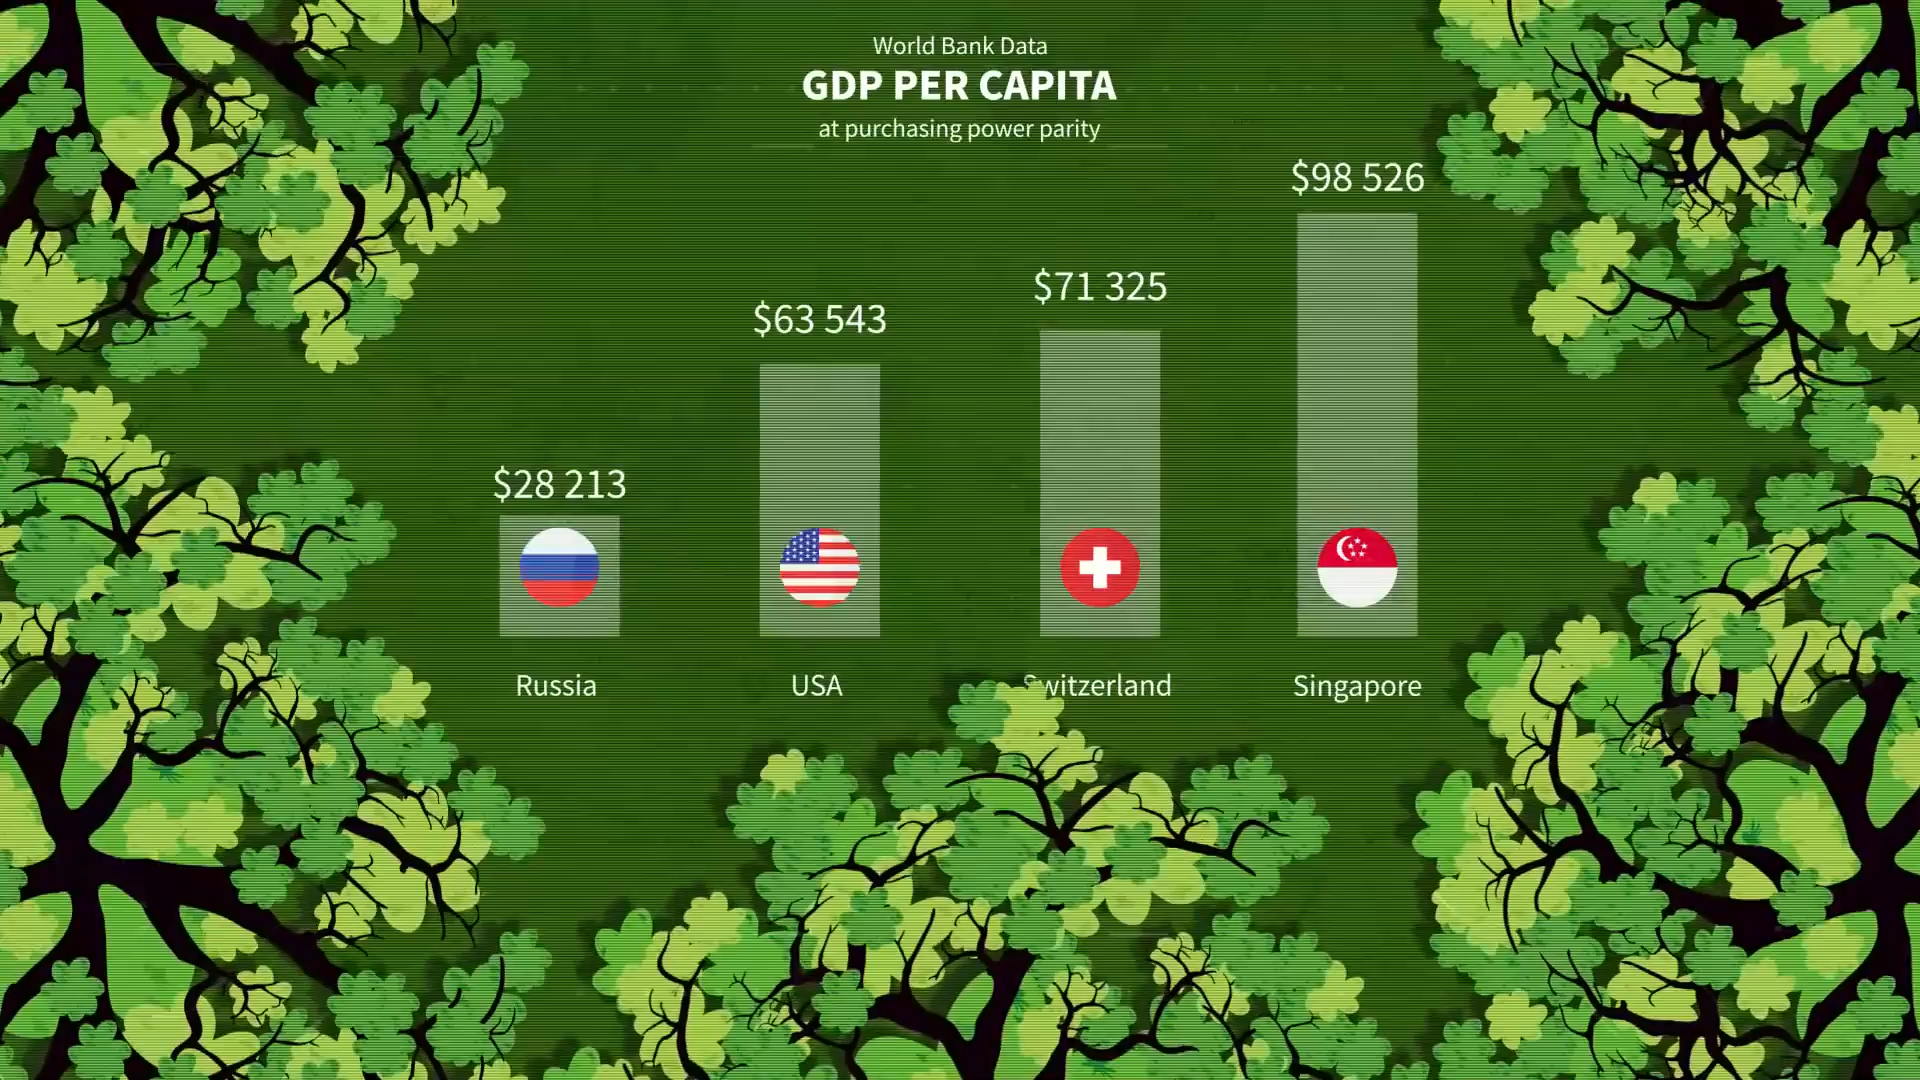 World Bank Data
GDP PER CAPITA
at purchasing power parity
$98 526
$71 325
$63 543
$28 213
Russia
USA
Switzerland
Singapore